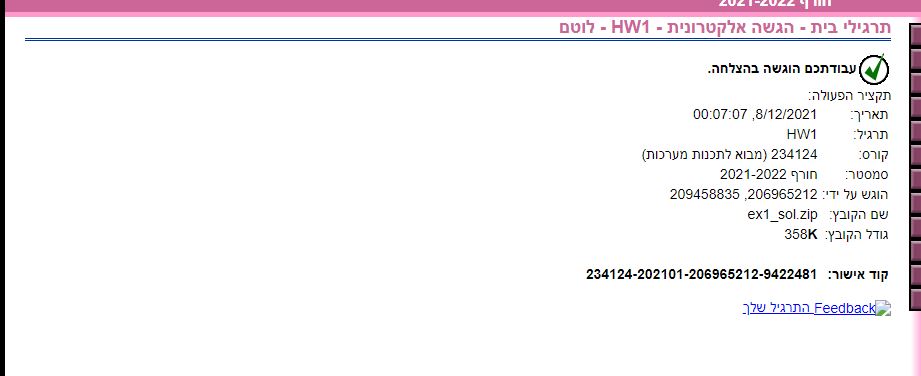 חורף 2021-2022
תרגילי בית - הגשה אלקטרונית - HW1 - לוטם
עבודתכם הוגשה בהצלחה.
תקציר הפעולה:
תאריך: 8/12/2021, 00:07:07
תרגיל: HW1
קורס: 234124 (מבוא לתכנות מערכות)
סמסטר: חורף 2021-2022
הוגש על ידי: 206965212, 209458835
שם הקובץ: ex1_sol.zip
גודל הקובץ: 358K
קוד אישור: 234124-202101-206965212-9422481
Feedback התרגיל שלך